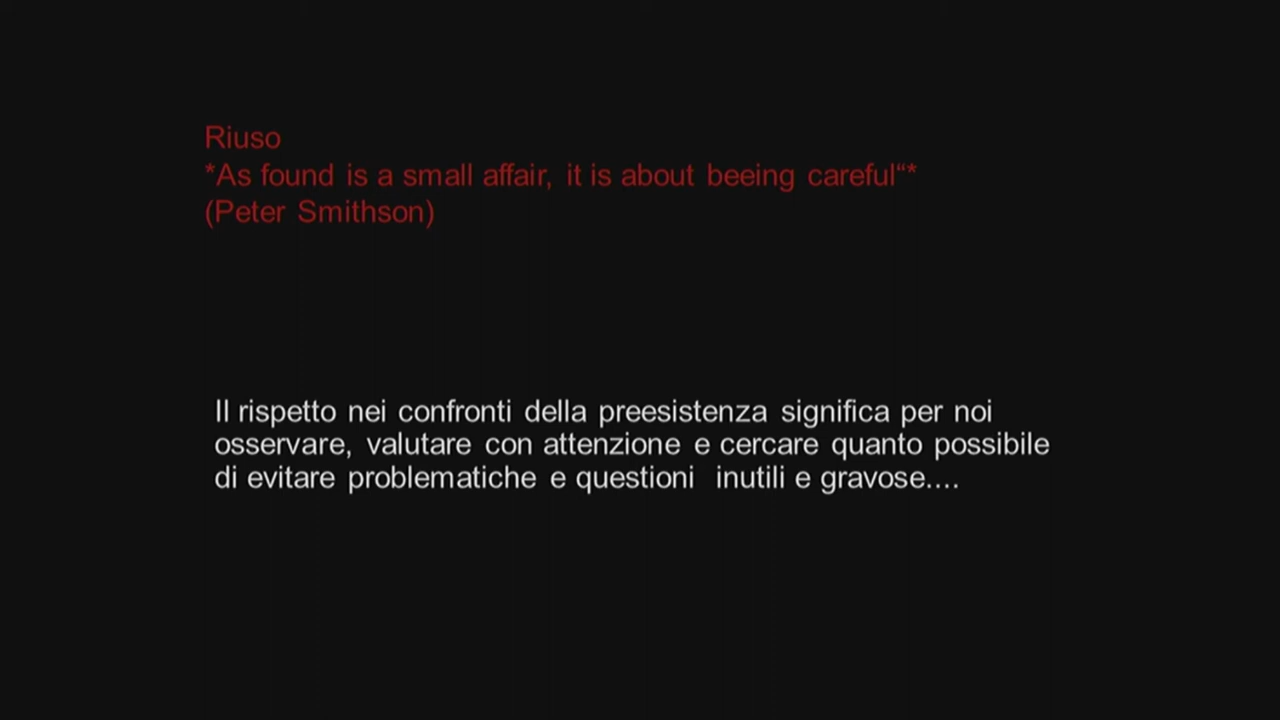 Riuso
*As found is a small affair, it is about beeing careful“*
(Peter Smithson)
Il rispetto nei confronti della preesistenza significa per noi
osservare, valutare con attenzione e cercare quanto possibile
di evitare problematiche e questioni inutili e gravose....